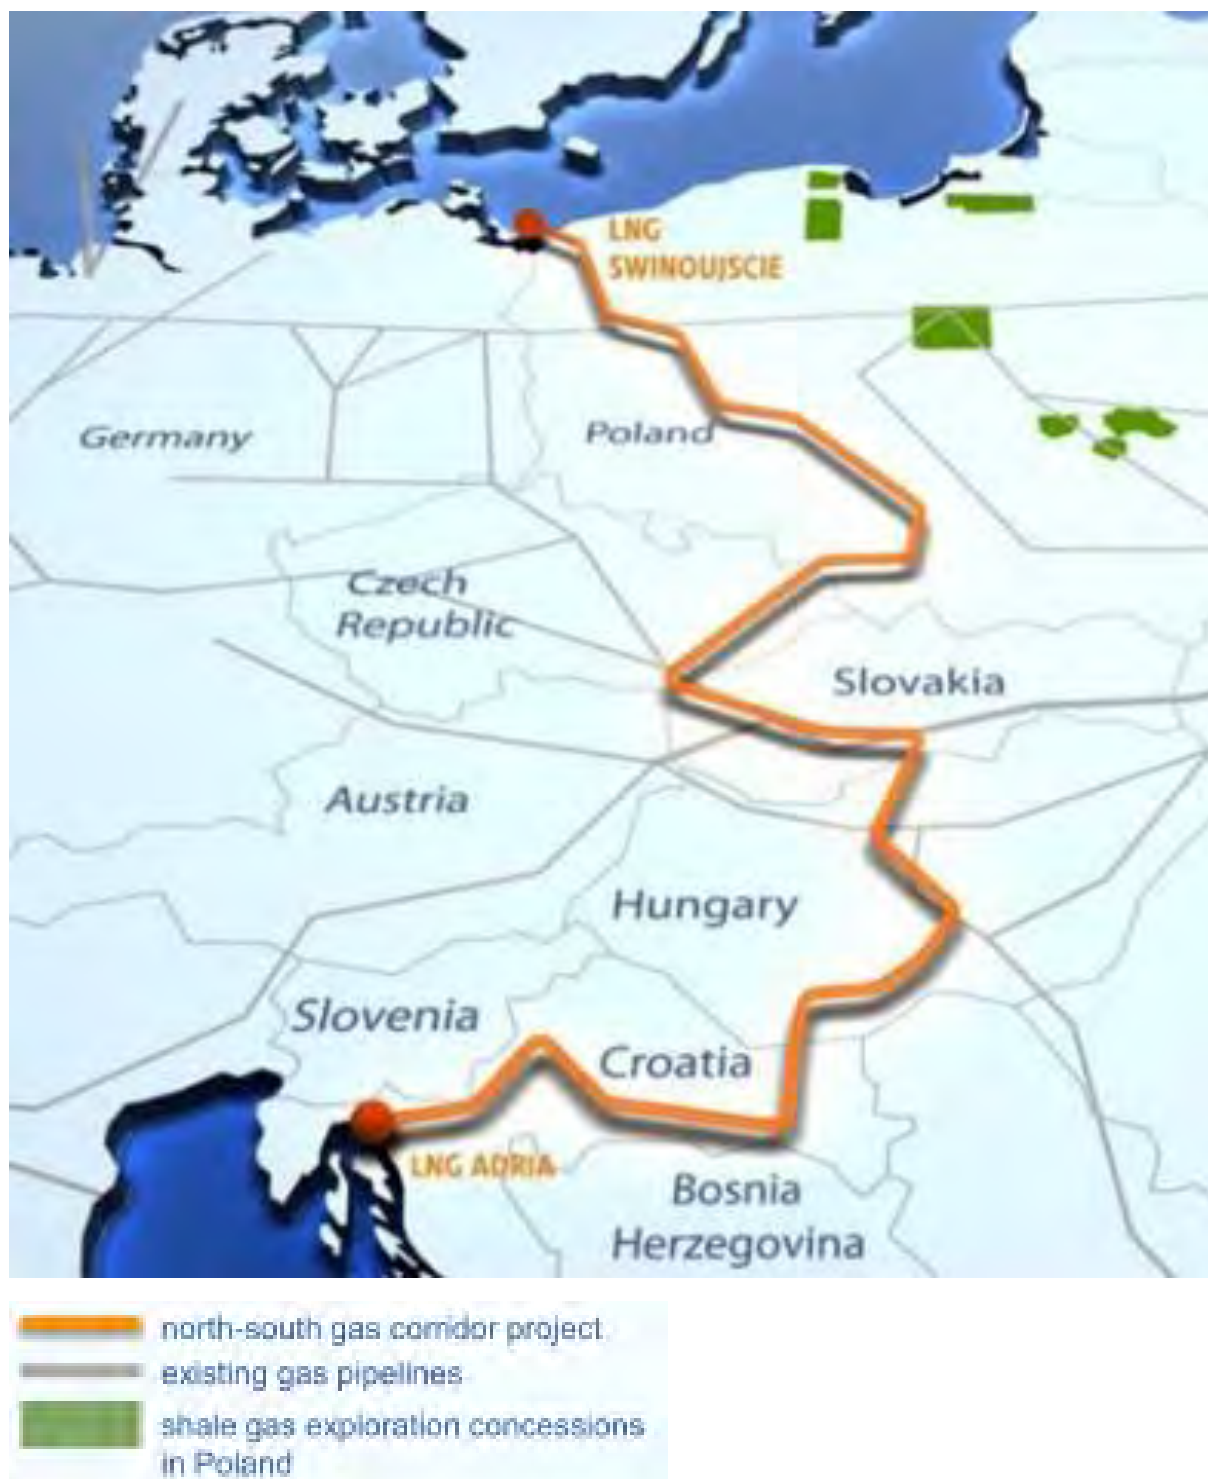 LNG
SWINOUJSCIE
Germany
Poland
Czech
Republic
Slovakia
Austria
Hungary
Slovenia
Croatia
LNG ADRIA
Bosnia
Herzegovina
north-south gas corridor project
existing gas pipelines
shale gas exploration concessions
in Poland